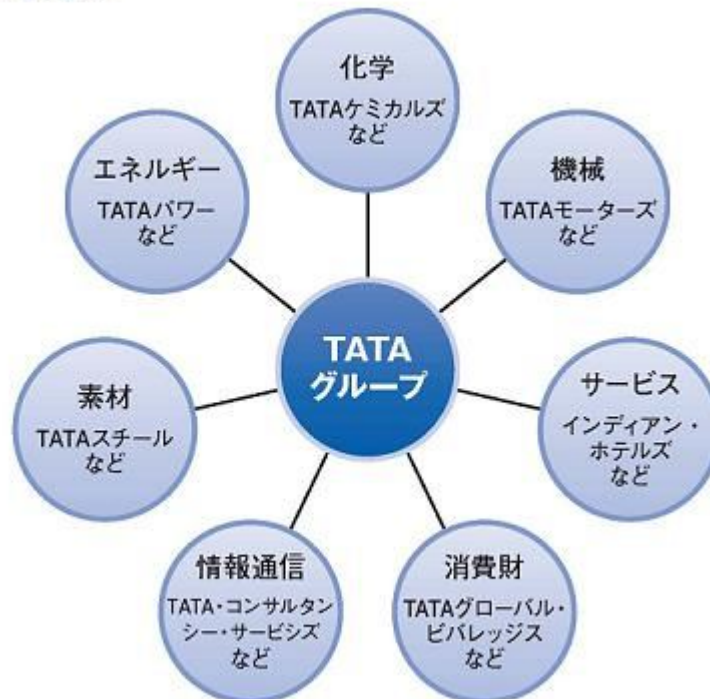 化学
TATAケミカルズ
など
機械
TATAモーターズ
など
サービス
インディアン・
ホテルズ
など
消費財
TATAグローバル・
ビバレッジス
など
情報通信
TATA・コンサルタン
シー・サービシズ
など
素材
TATAスチール
など
エネルギー
TATAパワー
など
TATA
グループ